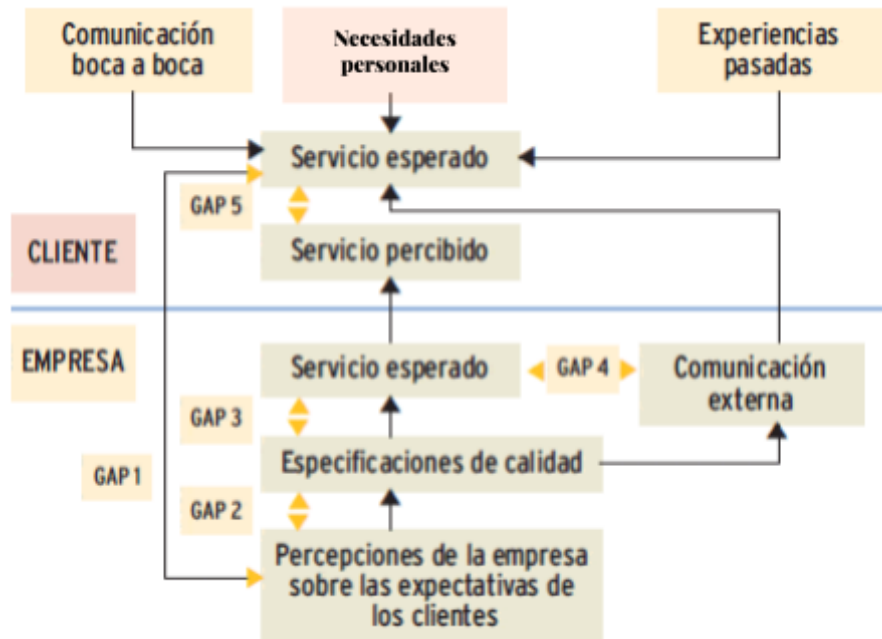 Comunicación
boca a boca
Necesidades
personales
Experiencias
pasadas
Servicio esperado
GAP 5
CLIENTE
Servicio percibido
EMPRESA
Servicio esperado
GAP 4
Comunicación
externa
GAP 3
Especificaciones de calidad
GAP 1
GAP 2
Percepciones de la empresa
sobre las expectativas de
los clientes